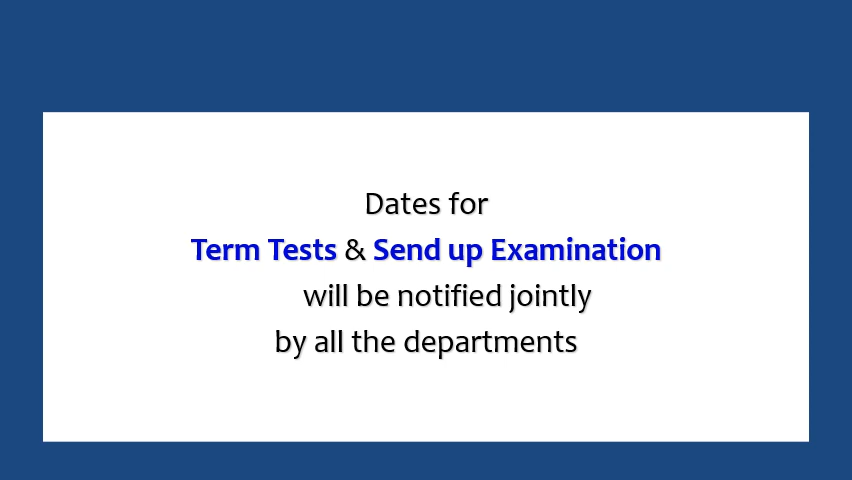 Dates for
Term Tests & Send up Examination
will be notified jointly
by all the departments